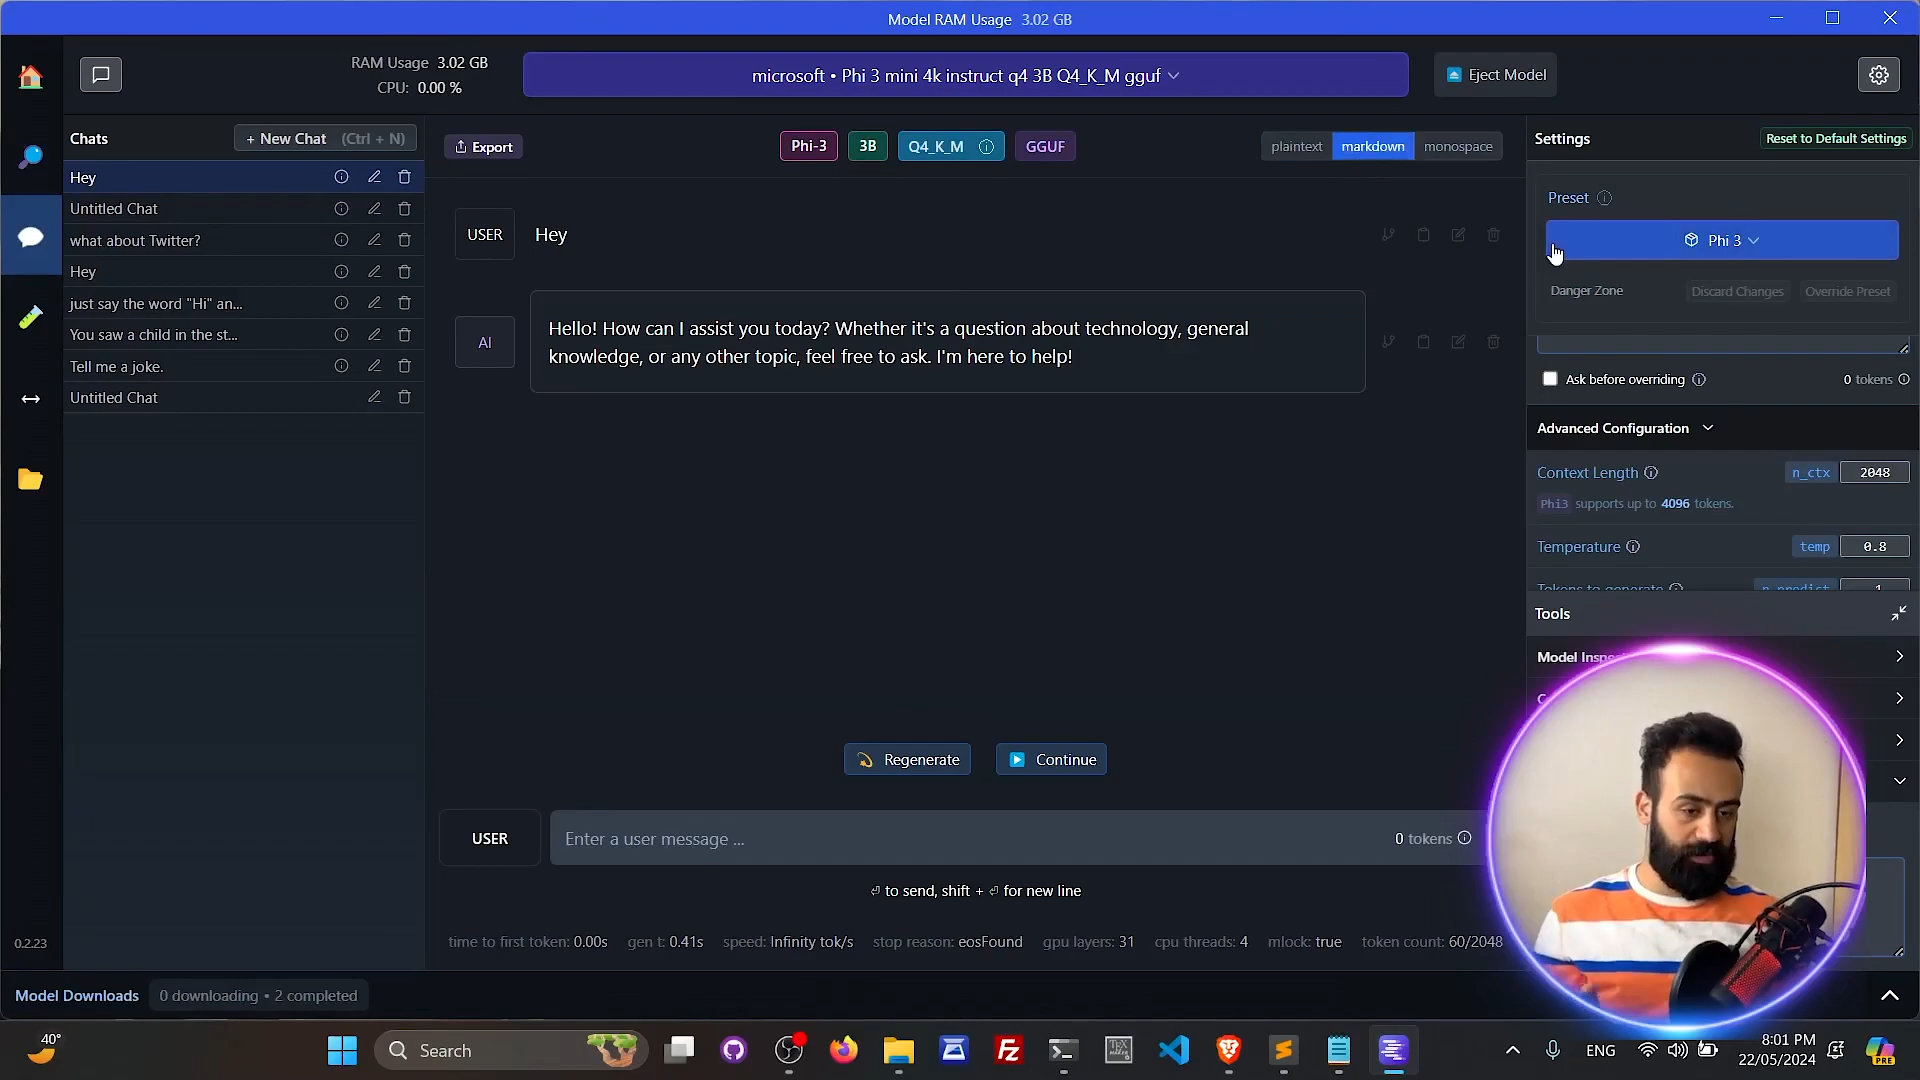 Model RAM Usage 3.02 GB
RAM Usage 3.02 GB
CPU: 0.00 %
microsoft • Phi 3 mini 4k instruct q4 3B Q4_K_M gguf
Eject Model
Chats
+ New Chat (Ctrl + N)
Hey
Untitled Chat
what about Twitter?
Hey
just say the word "Hi" an...
You saw a child in the st...
Tell me a joke.
Untitled Chat
0.2.23
Export
Phi-3
3B
Q4_K_M
GGUF
plaintext
markdown
monospace
USER
Hey
AI
Hello! How can I assist you today? Whether it's a question about technology, general
knowledge, or any other topic, feel free to ask. I'm here to help!
Regenerate
Continue
USER
Enter a user message ...
0 tokens
⏎ to send, shift + ⏎ for new line
time to first token: 0.00s gen t: 0.41s speed: Infinity tok/s stop reason: eosFound gpu layers: 31 cpu threads: 4 mlock: true token count: 60/2048
Settings
Reset to Default Settings
Preset
Phi 3
Danger Zone
Discard Changes
Override Preset
Ask before overriding
0 tokens
Advanced Configuration
Context Length
n_ctx 2048
Phi3 supports up to 4096 tokens.
Temperature
temp 0.8
Tokens to generate
n_predict
Tools
Model
Model Downloads
0 downloading • 2 completed
40°
Search
PRE
ENG
8:01 PM
22/05/2024